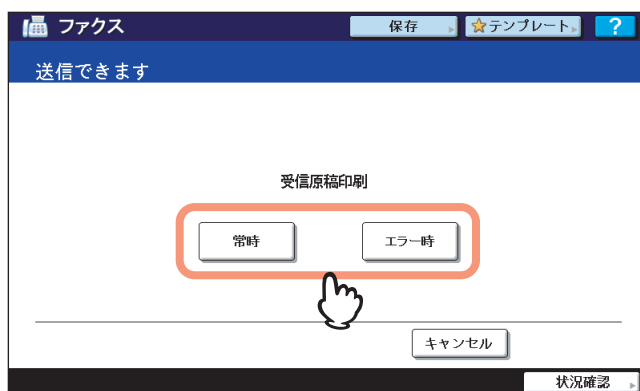 ファクス 保存 テンプレート ?
送信できます
受信原稿印刷
常時 エラー時
キャンセル
状況確認